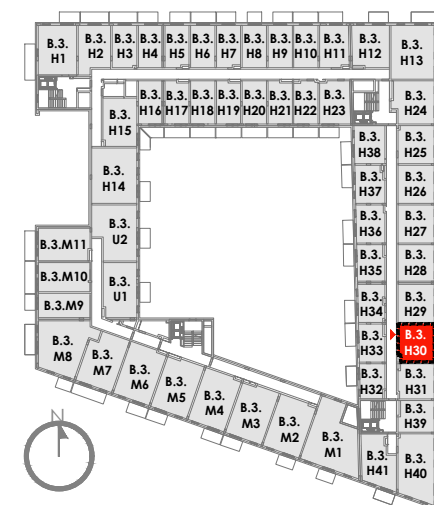 B.3.
H1
B.3.
H2
B.3.
H3
B.3.
H4
B.3.
H5
B.3.
H6
B.3.
H7
B.3.
H8
B.3.
H9
B.3.
H10
B.3.
H11
B.3.
H12
B.3.
H13
B.3.
H15
B.3.
H16
B.3.
H17
B.3.
H18
B.3.
H19
B.3.
H20
B.3.
H21
B.3.
H22
B.3.
H23
B.3.
H24
B.3.
H38
B.3.
H25
B.3.
H14
B.3.
H37
B.3.
H26
B.3.
U2
B.3.
H36
B.3.
H27
B.3.M11
B.3.
H35
B.3.
H28
B.3.M10
B.3.
U1
B.3.
H34
B.3.
H29
B.3.M9
B.3.
M8
B.3.
M7
B.3.
M6
B.3.
M5
B.3.
M4
B.3.
M3
B.3.
M2
B.3.
M1
B.3.
H33
B.3.
H30
B.3.
H32
B.3.
H31
B.3.
H39
B.3.
H41
B.3.
H40
N